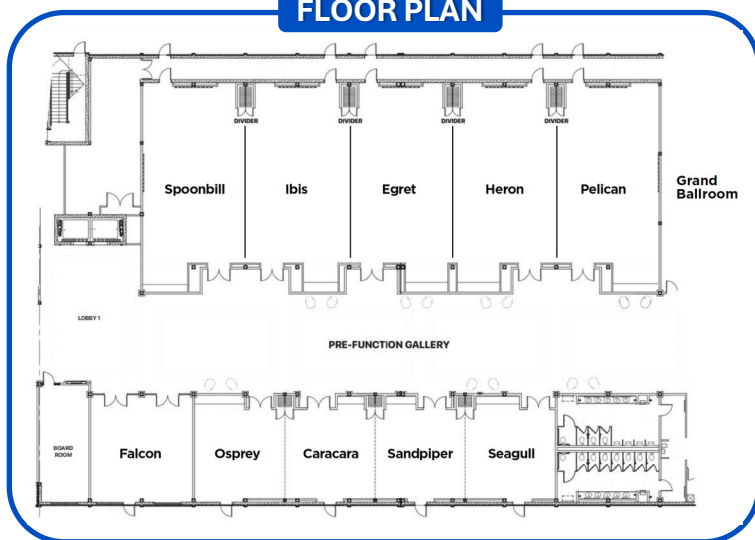 FLOOR PLAN
DIVIDER
DIVIDER
DIVIDER
DIVIDER
Spoonbill
Ibis
Egret
Heron
Pelican
Grand
Ballroom
LOBBY 1
PRE-FUNCTION GALLERY
BOARD
ROOM
Falcon
Osprey
Caracara
Sandpiper
Seagull